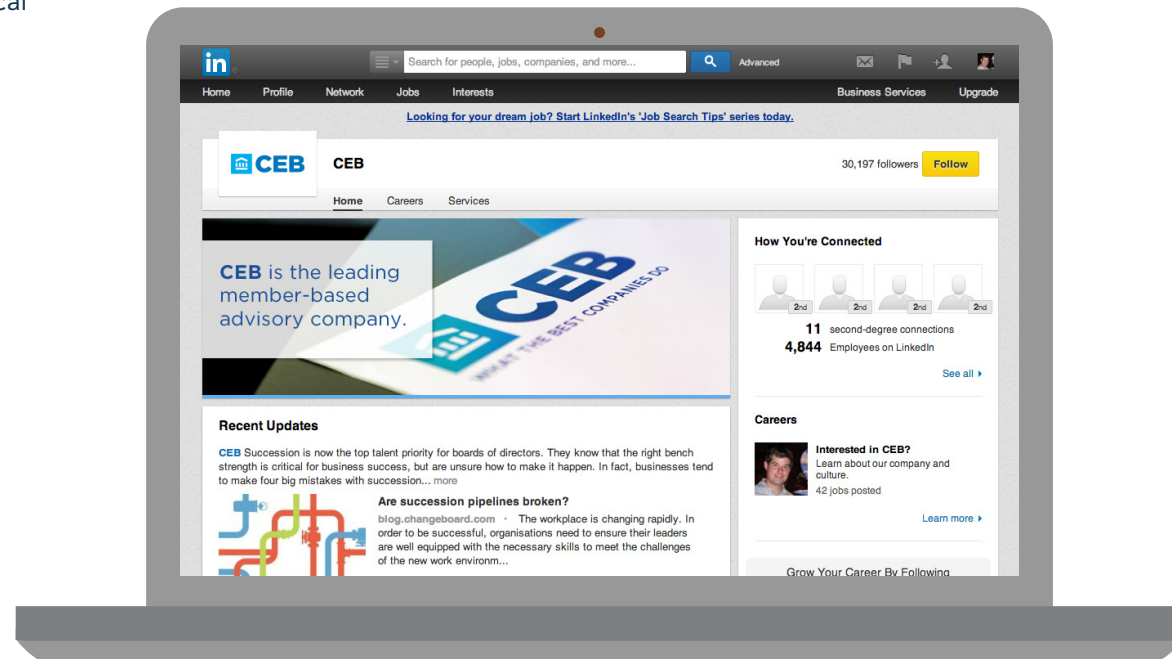 cal
in
Search for people, jobs, companies, and more...
Advanced
Home Profile Network Jobs Interests Business Services Upgrade
Looking for your dream job? Start LinkedIn's 'Job Search Tips' series today.
CEB
CEB
30,197 followers
Follow
Home Careers Services
CEB is the leading
member-based
advisory company.
CEB
WHAT THE BEST COMPANIES DO
How You're Connected
2nd 2nd 2nd 2nd
11 second-degree connections
4,844 Employees on LinkedIn
See all
Recent Updates
CEB Succession is now the top talent priority for boards of directors. They know that the right bench
strength is critical for business success, but are unsure how to make it happen. In fact, businesses tend
to make four big mistakes with succession... more
Are succession pipelines broken?
blog.changeboard.com · The workplace is changing rapidly. In
order to be successful, organisations need to ensure their leaders
are well equipped with the necessary skills to meet the challenges
of the new work environm...
Careers
Interested in CEB?
Learn about our company and
culture.
42 jobs posted
Learn more
Grow Your Career By Following